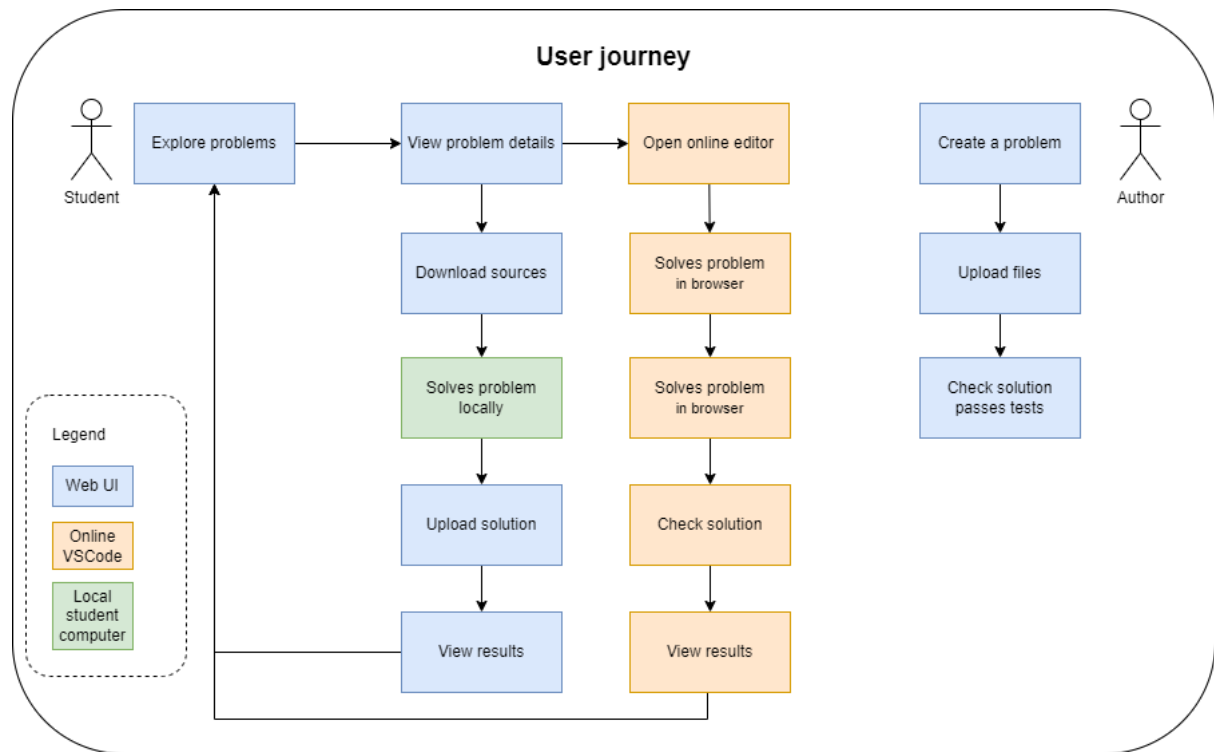 User journey
Student
Explore problems
View problem details
Open online editor
Create a problem
Author
Download sources
Solves problem
in browser
Upload files
Solves problem
locally
Solves problem
in browser
Check solution
passes tests
Legend
Web UI
Online
VSCode
Local
student
computer
Upload solution
Check solution
View results
View results